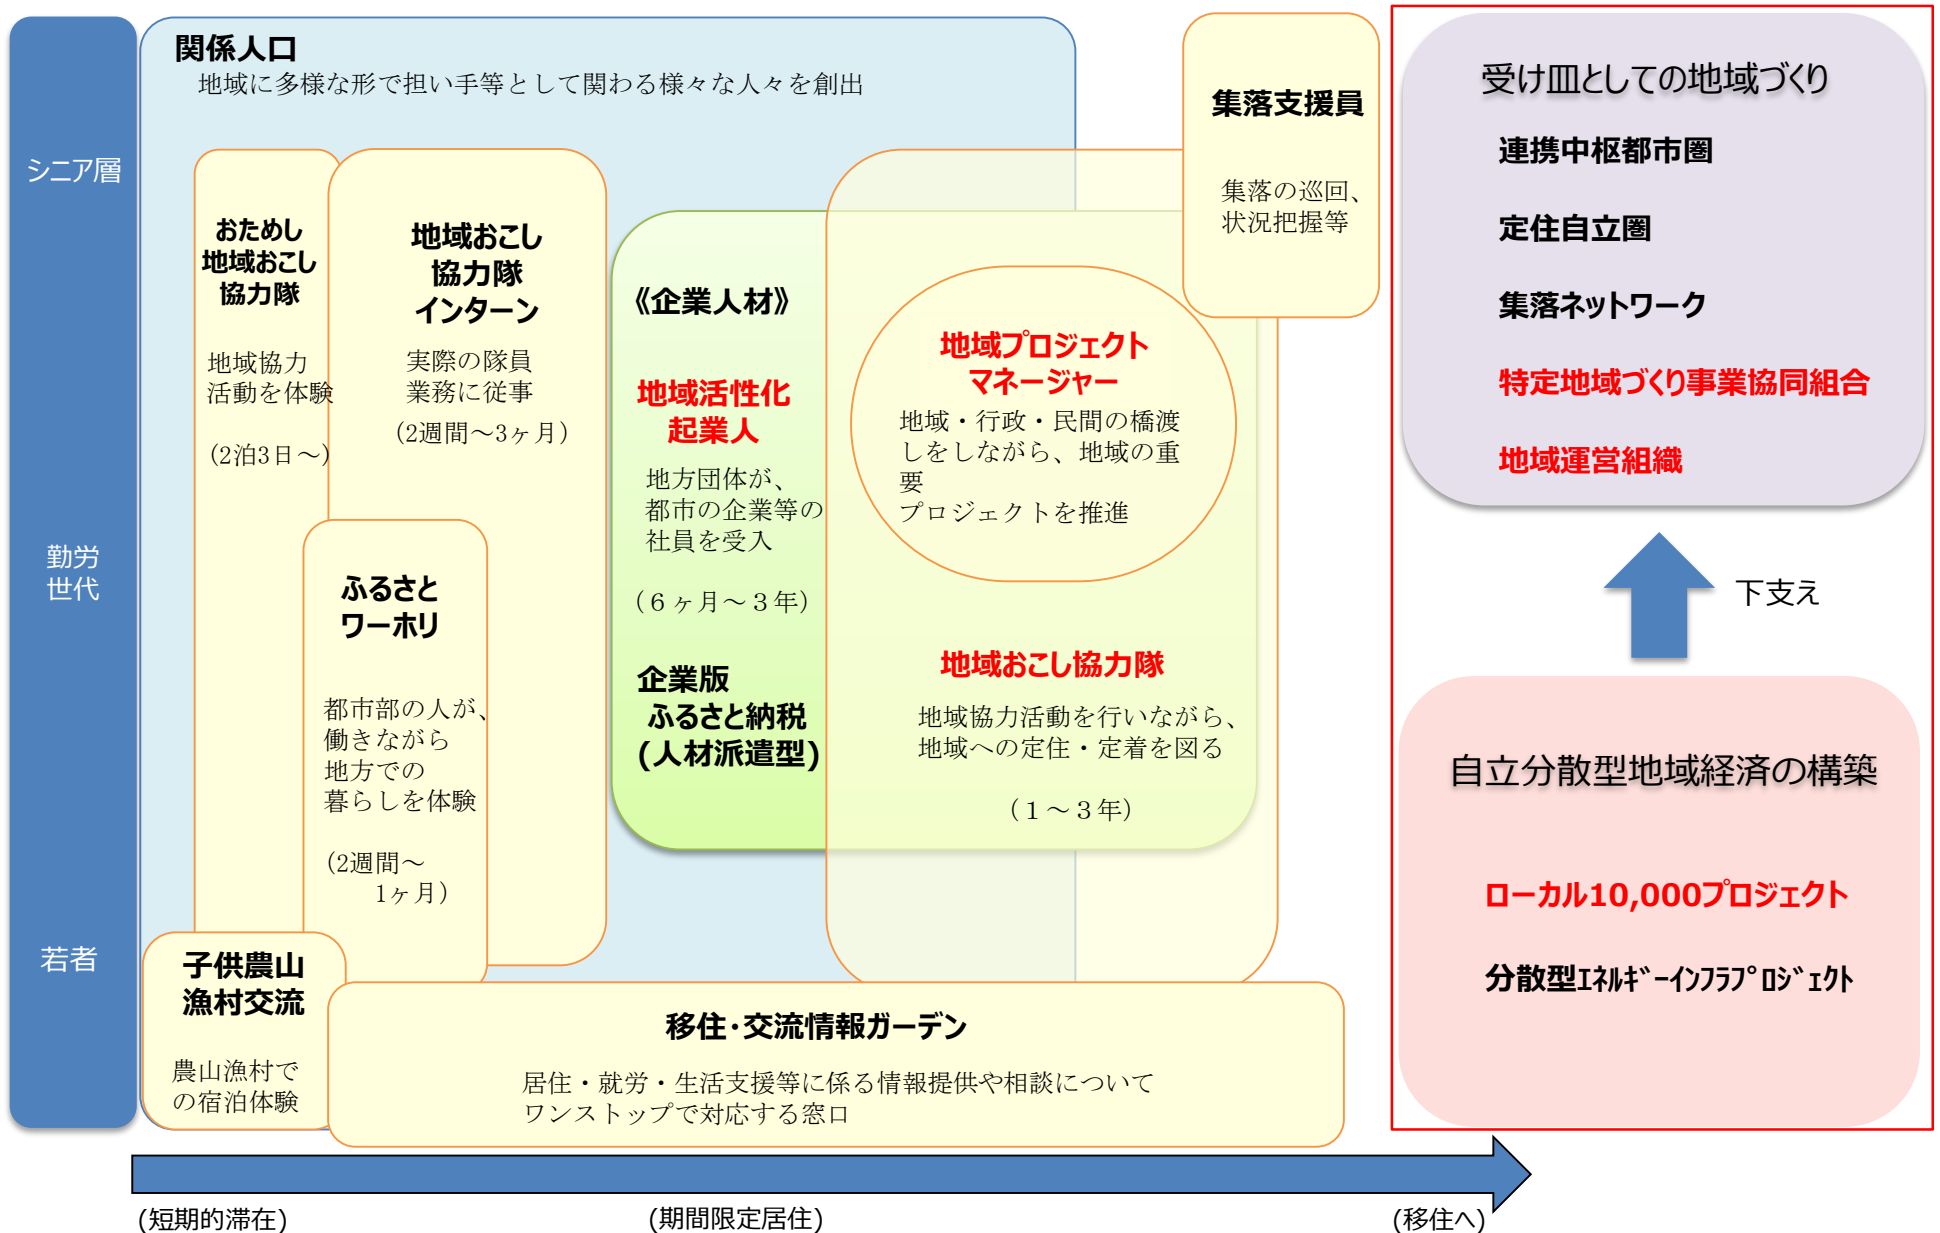 シニア層
勤労
世代
若者
関係人口
地域に多様な形で担い手等として関わる様々な人々を創出
おためし
地域おこし
協力隊
地域協力
活動を体験
(2泊3日～)
地域おこし
協力隊
インターン
実際の隊員
業務に従事
(2週間～3ヶ月)
ふるさと
ワーホリ
都市部の人が、
働きながら
地方での
暮らしを体験
(2週間～
1ヶ月)
子供農山
漁村交流
農山漁村で
の宿泊体験
《企業人材》
地域活性化
起業人
地方団体が、
都市の企業等の
社員を受入
(６ヶ月～３年)
企業版
ふるさと納税
(人材派遣型)
地域プロジェクト
マネージャー
地域・行政・民間の橋渡
しをしながら、地域の重
要
プロジェクトを推進
地域おこし協力隊
地域協力活動を行いながら、
地域への定住・定着を図る
(１～３年)
集落支援員
集落の巡回、
状況把握等
移住･交流情報ガーデン
居住・就労・生活支援等に係る情報提供や相談について
ワンストップで対応する窓口
(短期的滞在)
(期間限定居住)
(移住へ)
受け皿としての地域づくり
連携中枢都市圏
定住自立圏
集落ネットワーク
特定地域づくり事業協同組合
地域運営組織
下支え
自立分散型地域経済の構築
ローカル10,000プロジェクト
分散型ｴﾈﾙｷﾞｰｲﾝﾌﾗﾌﾟﾛｼﾞｪｸﾄ